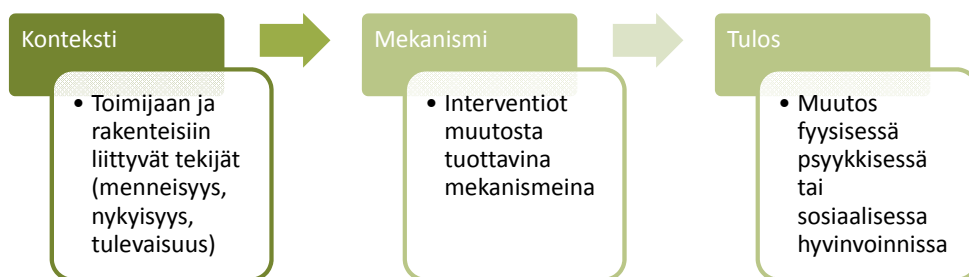 Konteksti
• Toimijaan ja
rakenteisiin
liittyvät tekijät
(menneisyys,
nykyisyys,
tulevaisuus)
Mekanismi
• Interventiot
muutosta
tuottavina
mekanismeina
Tulos
• Muutos
fyysisessä
psyykkisessä
tai
sosiaalisessa
hyvinvoinnissa